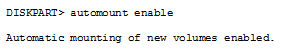 DISKPART> automount enable
Automatic mounting of new volumes enabled.